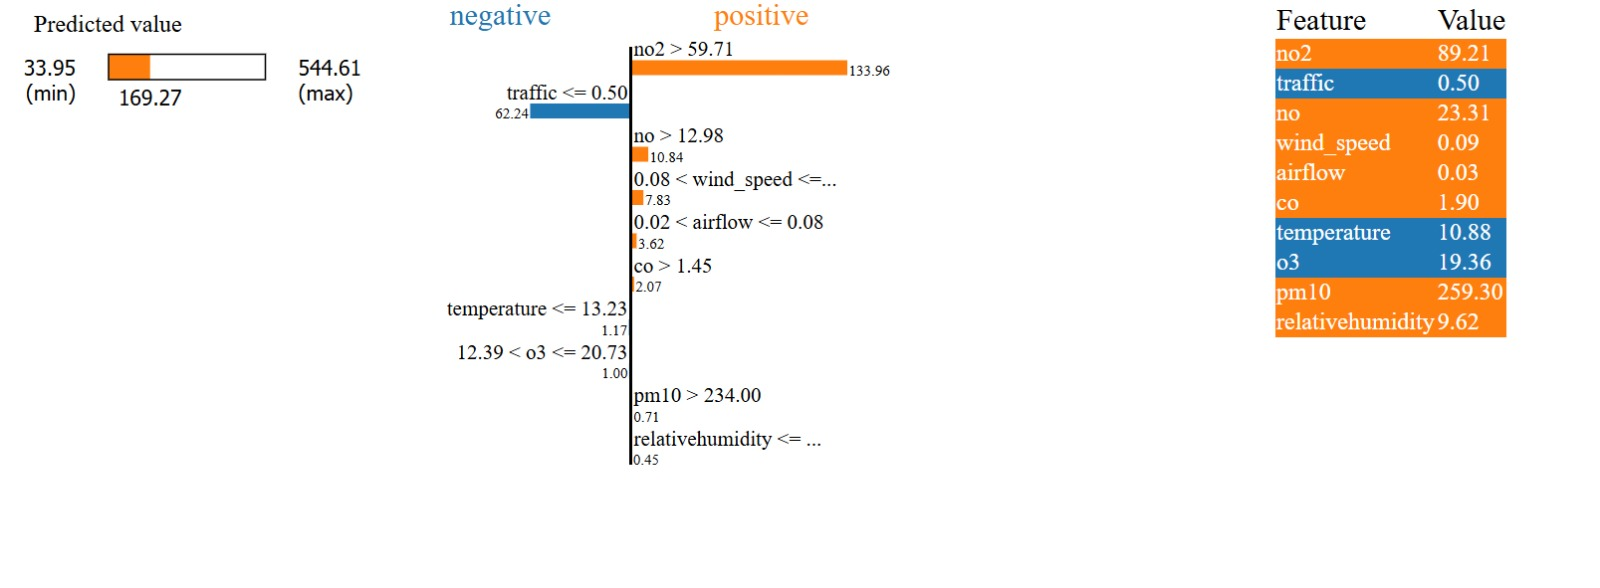 Predicted value
33.95
(min)
544.61
(max)
169.27
negative
positive
no2 > 59.71
133.96
traffic <= 0.50
62.24
no > 12.98
10.84
0.08 < wind_speed <=...
7.83
0.02 < airflow <= 0.08
3.62
co > 1.45
2.07
temperature <= 13.23
1.17
12.39 < o3 <= 20.73
1.00
pm10 > 234.00
0.71
relativehumidity <= ...
0.45
Feature Value
no2 89.21
traffic 0.50
no 23.31
wind_speed 0.09
airflow 0.03
co 1.90
temperature 10.88
o3 19.36
pm10 259.30
relativehumidity 9.62